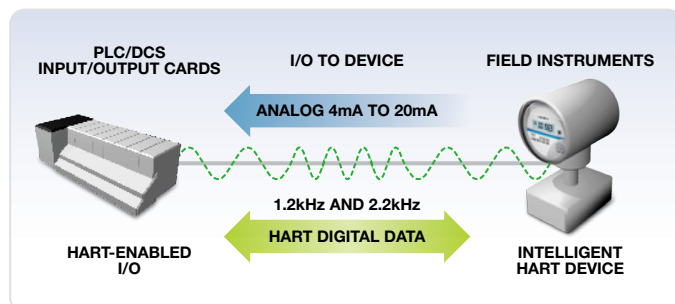 PLC/DCS
INPUT/OUTPUT CARDS
I/O TO DEVICE
FIELD INSTRUMENTS
ANALOG 4mA TO 20mA
1.2kHz AND 2.2kHz
HART DIGITAL DATA
HART-ENABLED
I/O
INTELLIGENT
HART DEVICE